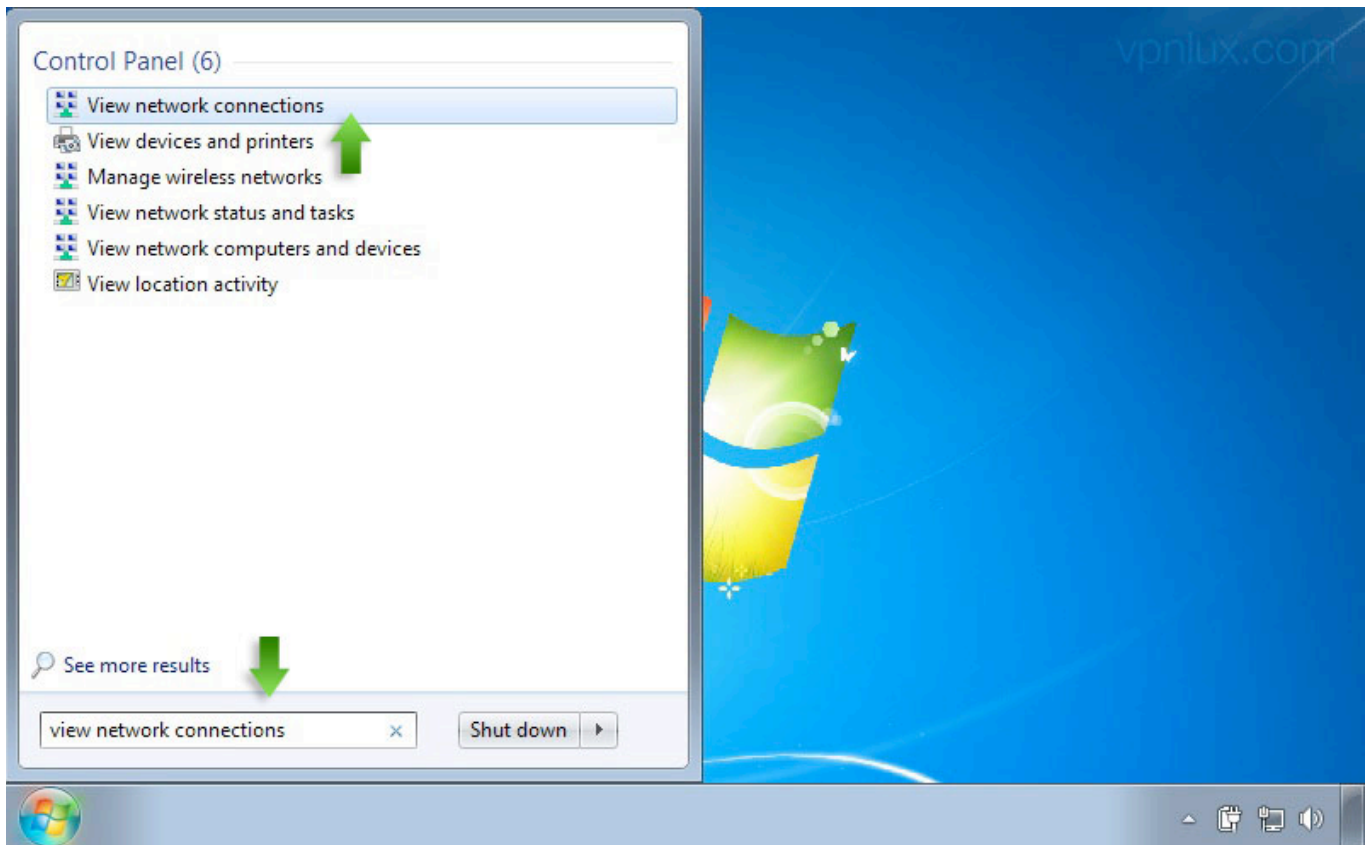 vpnlux.com
Control Panel (6)
View network connections
View devices and printers
Manage wireless networks
View network status and tasks
View network computers and devices
View location activity
See more results
view network connections
Shut down